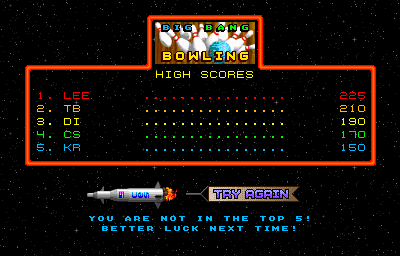 BIG BANG
BOWLING
HIGH SCORES
1. LEE ................ 225
2. TB ................ 210
3. DI ................ 190
4. CS ................ 170
5. KR ................ 150
TRY AGAIN
YOU ARE NOT IN THE TOP 5!
BETTER LUCK NEXT TIME!